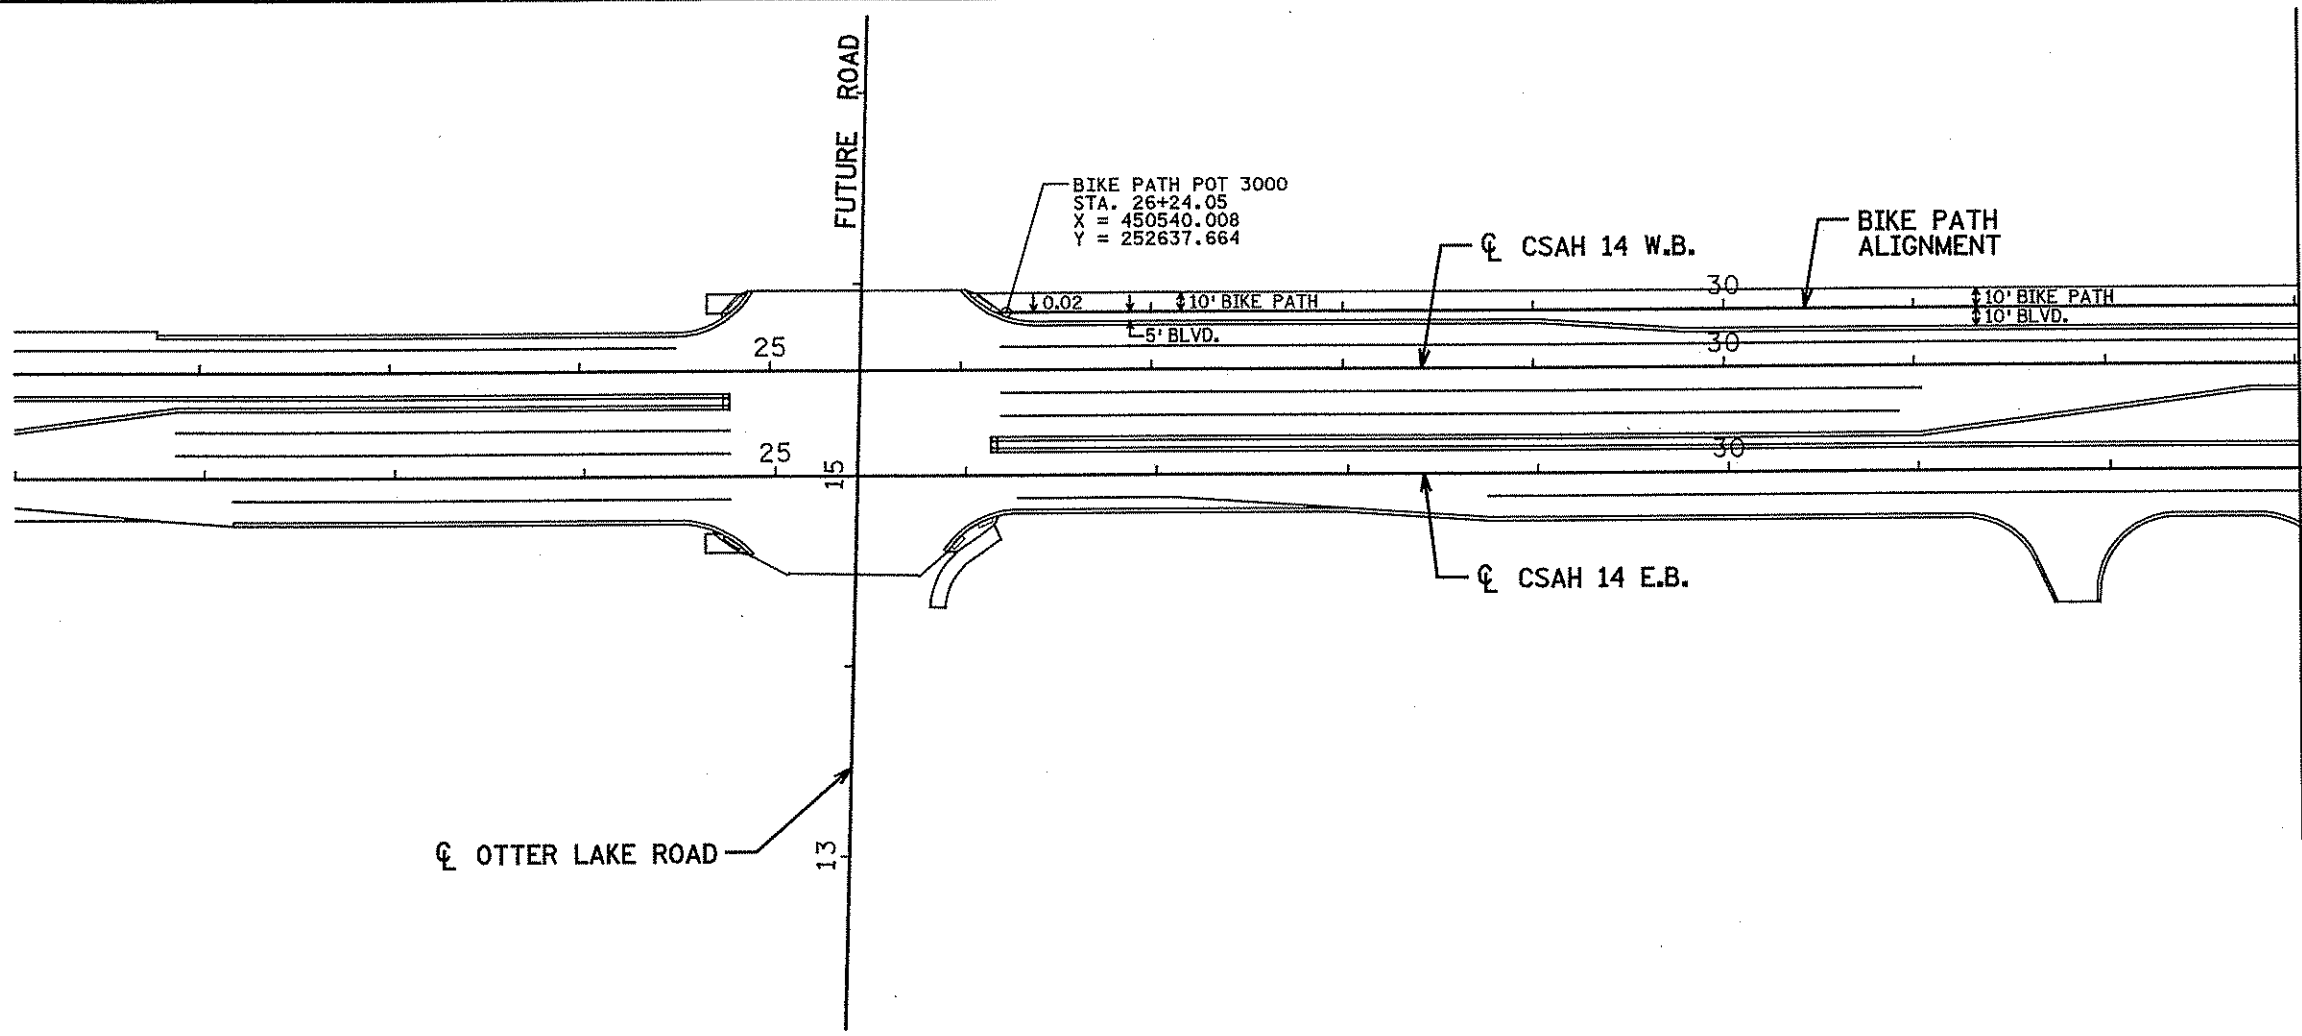 FUTURE ROAD
BIKE PATH POT 3000
STA. 26+24.05
X = 450540.008
Y = 252637.664
℄ CSAH 14 W.B.
BIKE PATH
ALIGNMENT
30
0.02
10' BIKE PATH
10' BIKE PATH
10' BLVD.
5' BLVD.
25
30
25
30
15
℄ CSAH 14 E.B.
℄ OTTER LAKE ROAD
13